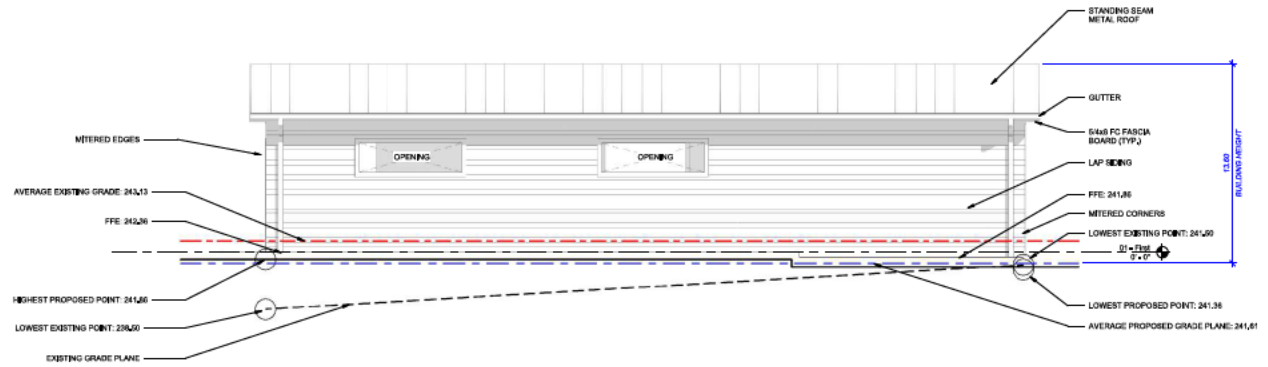 STANDING SEAM
METAL ROOF
GUTTER
5/4x8 FC FASCIA
BOARD (TYP.)
MITERED EDGES
OPENING
OPENING
LAP SIDING
13.60
BUILDING HEIGHT
AVERAGE EXISTING GRADE: 243.13
FFE: 241.86
FFE: 242.36
MITERED CORNERS
LOWEST EXISTING POINT: 241.50
01 - First
0' - 0"
HIGHEST PROPOSED POINT: 241.86
LOWEST PROPOSED POINT: 241.36
LOWEST EXISTING POINT: 238.50
AVERAGE PROPOSED GRADE PLANE: 241.61
EXISTING GRADE PLANE